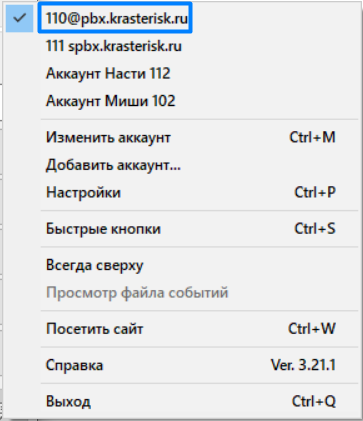 110@pbx.krasterisk.ru
111 spbx.krasterisk.ru
Аккаунт Насти 112
Аккаунт Миши 102
Изменить аккаунт Ctrl+M
Добавить аккаунт...
Настройки Ctrl+P
Быстрые кнопки Ctrl+S
Всегда сверху
Просмотр файла событий
Посетить сайт Ctrl+W
Справка Ver. 3.21.1
Выход Ctrl+Q